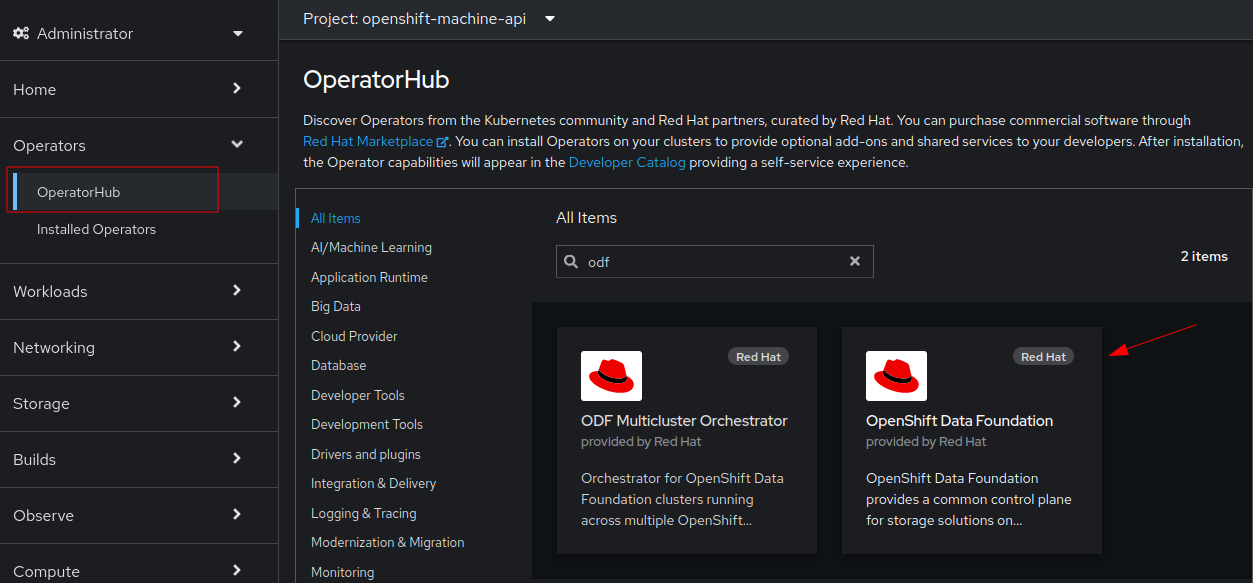 Administrator
Home
Operators
OperatorHub
Installed Operators
Workloads
Networking
Storage
Builds
Observe
Compute
Project: openshift-machine-api
OperatorHub
Discover Operators from the Kubernetes community and Red Hat partners, curated by Red Hat. You can purchase commercial software through
Red Hat Marketplace. You can install Operators on your clusters to provide optional add-ons and shared services to your developers. After installation,
the Operator capabilities will appear in the Developer Catalog providing a self-service experience.
All Items
AI/Machine Learning
Application Runtime
Big Data
Cloud Provider
Database
Developer Tools
Development Tools
Drivers and plugins
Integration & Delivery
Logging & Tracing
Modernization & Migration
Monitoring
All Items
odf
2 items
Red Hat
ODF Multicluster Orchestrator
provided by Red Hat
Orchestrator for OpenShift Data
Foundation clusters running
across multiple OpenShift...
Red Hat
OpenShift Data Foundation
provided by Red Hat
OpenShift Data Foundation
provides a common control plane
for storage solutions on...